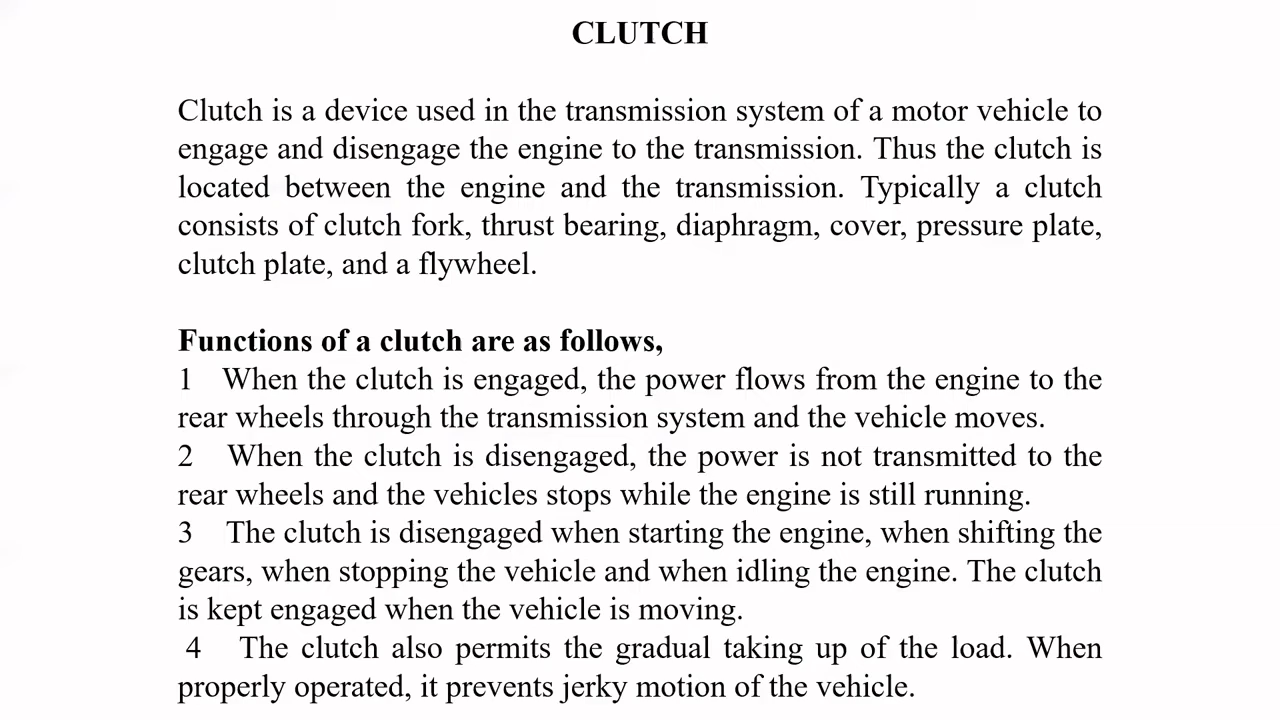 CLUTCH
Clutch is a device used in the transmission system of a motor vehicle to
engage and disengage the engine to the transmission. Thus the clutch is
located between the engine and the transmission. Typically a clutch
consists of clutch fork, thrust bearing, diaphragm, cover, pressure plate,
clutch plate, and a flywheel.
Functions of a clutch are as follows,
1 When the clutch is engaged, the power flows from the engine to the
rear wheels through the transmission system and the vehicle moves.
2 When the clutch is disengaged, the power is not transmitted to the
rear wheels and the vehicles stops while the engine is still running.
3 The clutch is disengaged when starting the engine, when shifting the
gears, when stopping the vehicle and when idling the engine. The clutch
is kept engaged when the vehicle is moving.
4 The clutch also permits the gradual taking up of the load. When
properly operated, it prevents jerky motion of the vehicle.